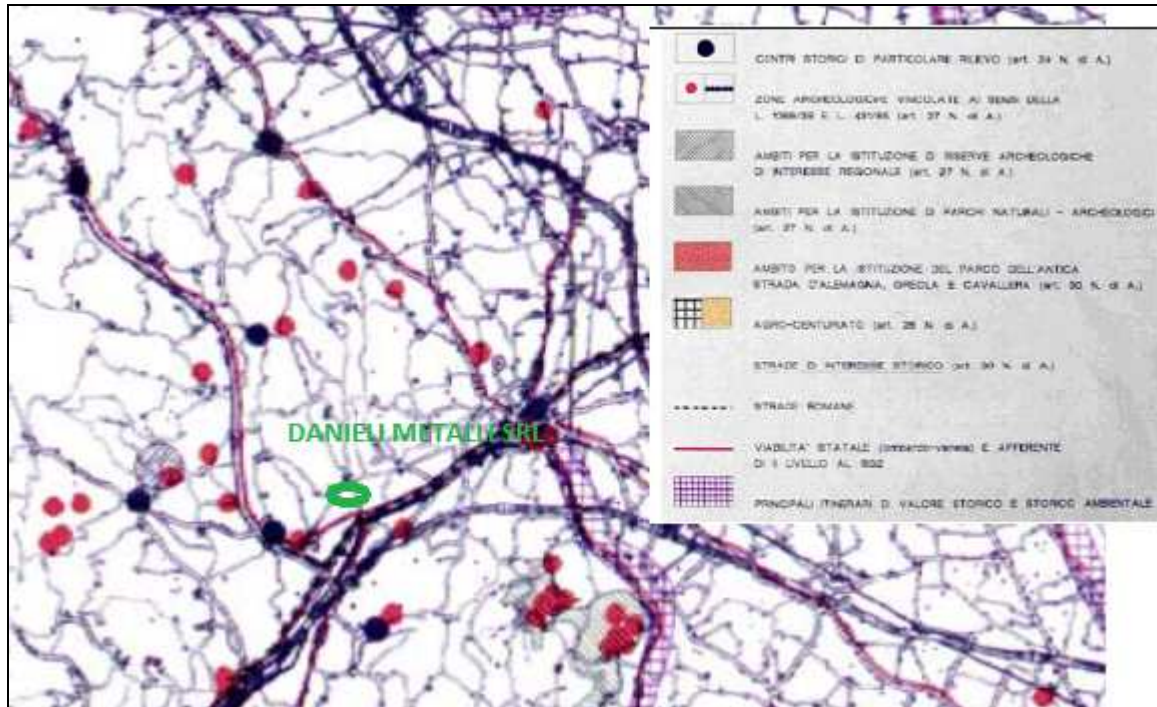 CENTRI STORICI DI PARTICOLARE RILIEVO (art. 24 N. di A.)
ZONE ARCHEOLOGICHE VINCOLATE AI SENSI DELLA
L. 1089/39 E L. 431/85 (art. 27 N. di A.)
AMBITI PER LA ISTITUZIONE DI RISERVE ARCHEOLOGICHE
DI INTERESSE REGIONALE (art. 27 N. di A.)
AMBITI PER LA ISTITUZIONE DI PARCHI NATURALI - ARCHEOLOGICI
(art. 27 N. di A.)
AMBITO PER LA ISTITUZIONE DEL PARCO DELL'ANTICA
STRADA D'ALEMAGNA, GREOLA E CAVALLERA (art. 30 N. di A.)
AGRO-CENTURIATO (art. 28 N. di A.)
STRADE DI INTERESSE STORICO (art. 30 N. di A.)
STRADE ROMANE
VIABILITA' STATALE (lombardo-veneta) E AFFERENTE
DI II LIVELLO AL
PRINCIPALI ITINERARI DI VALORE STORICO E STORICO AMBIENTALE
DANIELI METALLI SRL